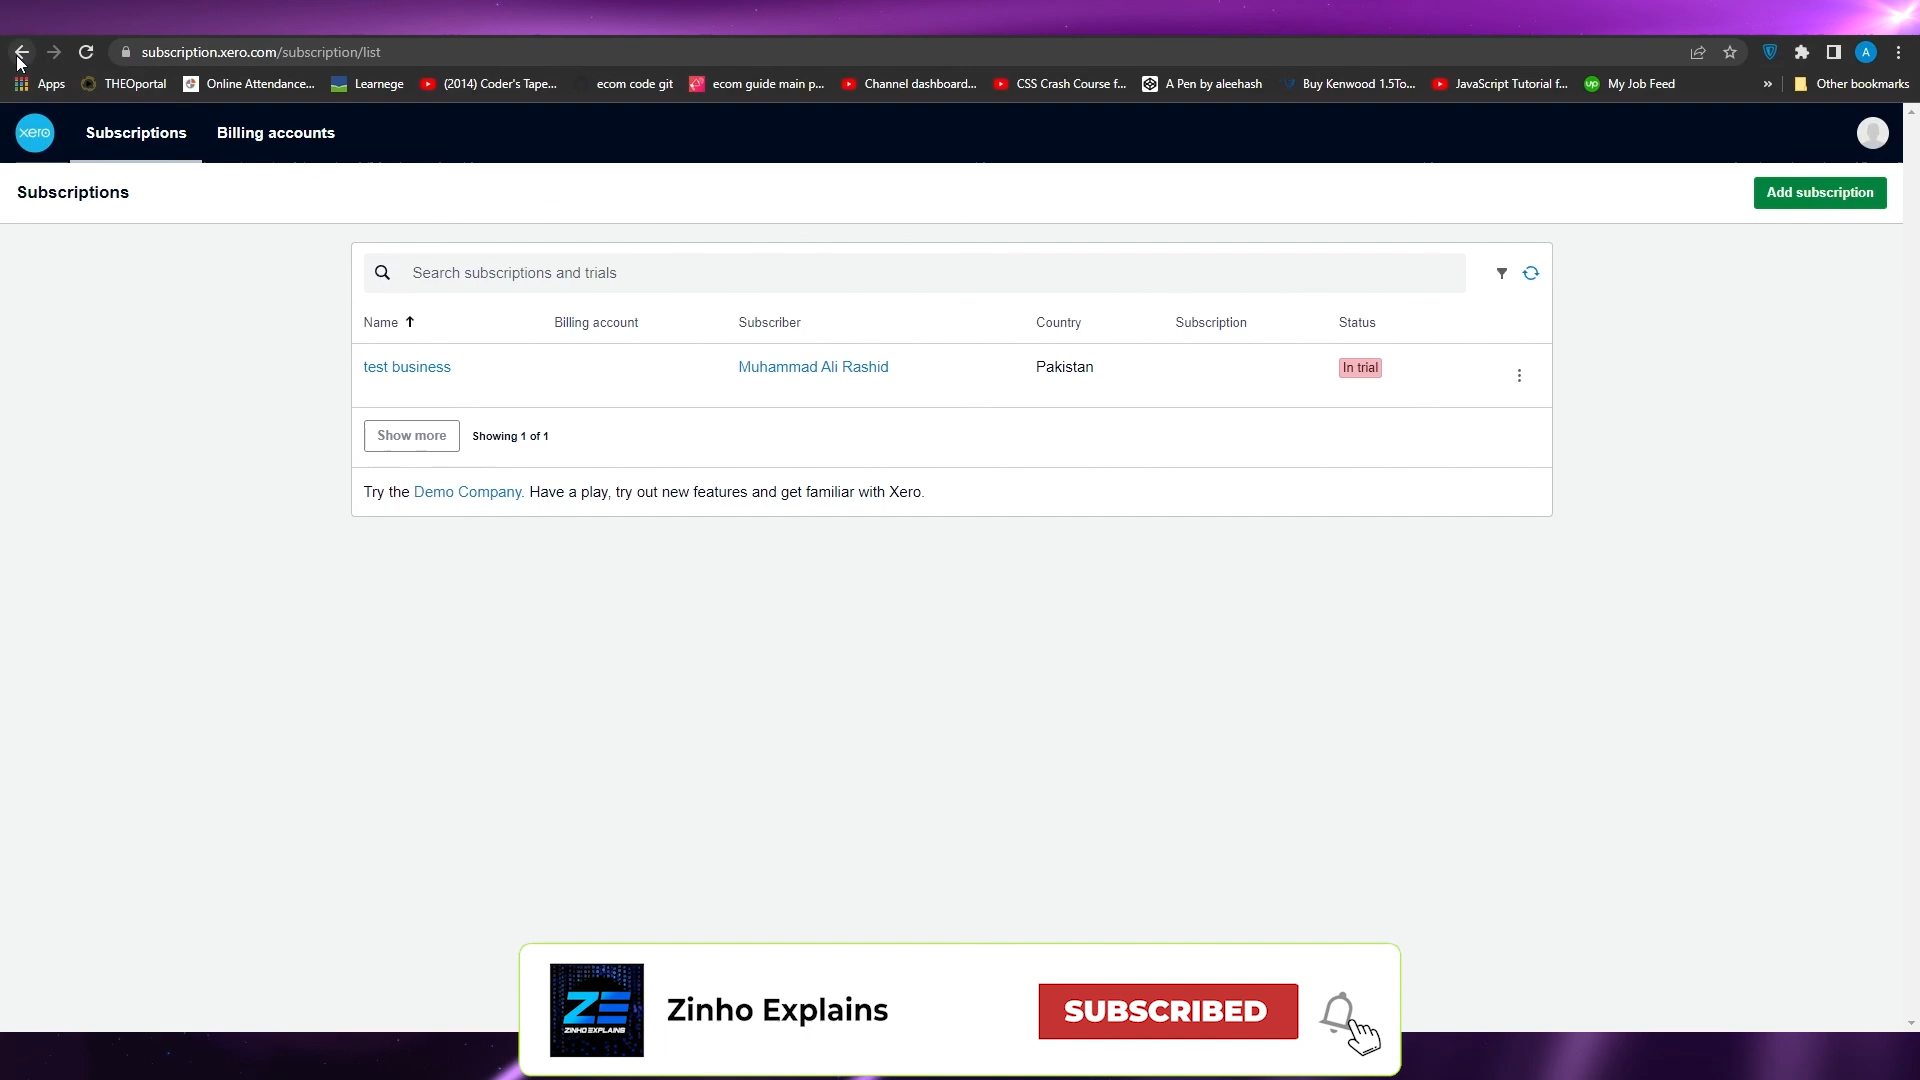 subscription.xero.com/subscription/list
Apps THEOportal Online Attendance... Learnege (2014) Coder's Tape... ecom code git ecom guide main p... Channel dashboard... CSS Crash Course f... A Pen by aleehash Buy Kenwood 1.5To... JavaScript Tutorial f... up My Job Feed » Other bookmarks
A
xero Subscriptions Billing accounts
Subscriptions Add subscription
Search subscriptions and trials
Name Billing account Subscriber Country Subscription Status
test business Muhammad Ali Rashid Pakistan In trial
Show more Showing 1 of 1
Try the Demo Company. Have a play, try out new features and get familiar with Xero.
ZE
ZINHO EXPLAINS
Zinho Explains SUBSCRIBED